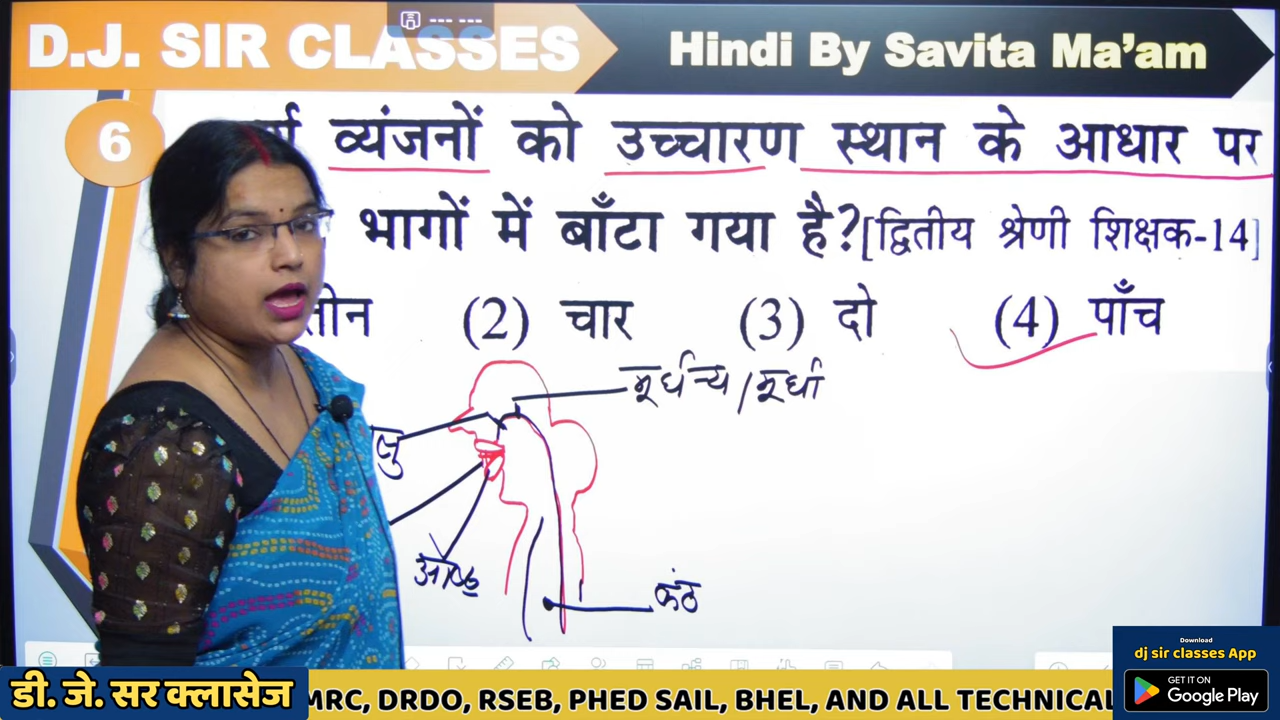 D.J. SIR CLASSES
Hindi By Savita Ma’am
6
व्यंजनों को उच्चारण स्थान के आधार पर
भागों में बाँटा गया है? [द्वितीय श्रेणी शिक्षक-14]
तीन (2) चार (3) दो (4) पाँच
मूर्धन्य / मूर्धा
कंठ
डी. जे. सर क्लासेज
MRC, DRDO, RSEB, PHED SAIL, BHEL, AND ALL TECHNICAL
Download
dj sir classes App
GET IT ON
Google Play